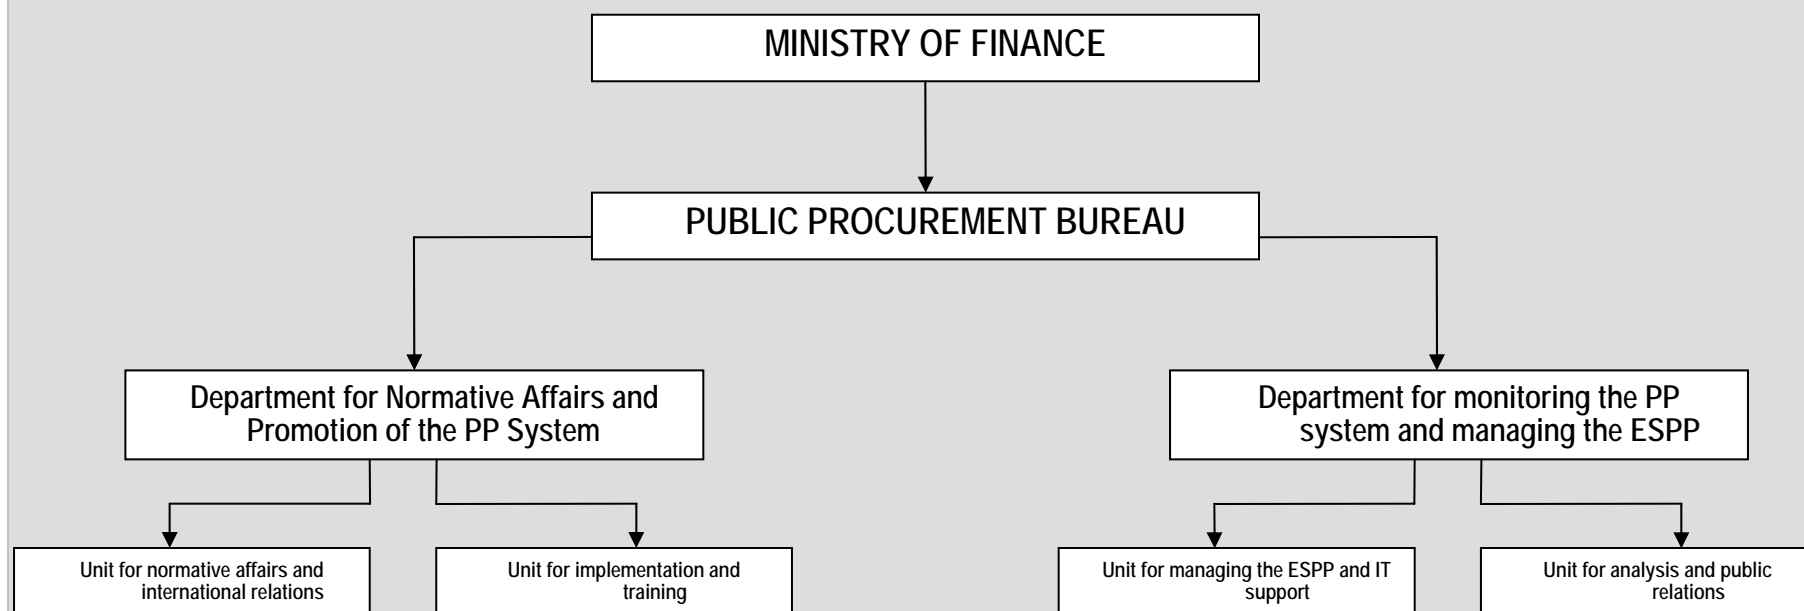 MINISTRY OF FINANCE
PUBLIC PROCUREMENT BUREAU
Department for Normative Affairs and
Promotion of the PP System
Department for monitoring the PP
system and managing the ESPP
Unit for normative affairs and
international relations
Unit for implementation and
training
Unit for managing the ESPP and IT
support
Unit for analysis and public
relations